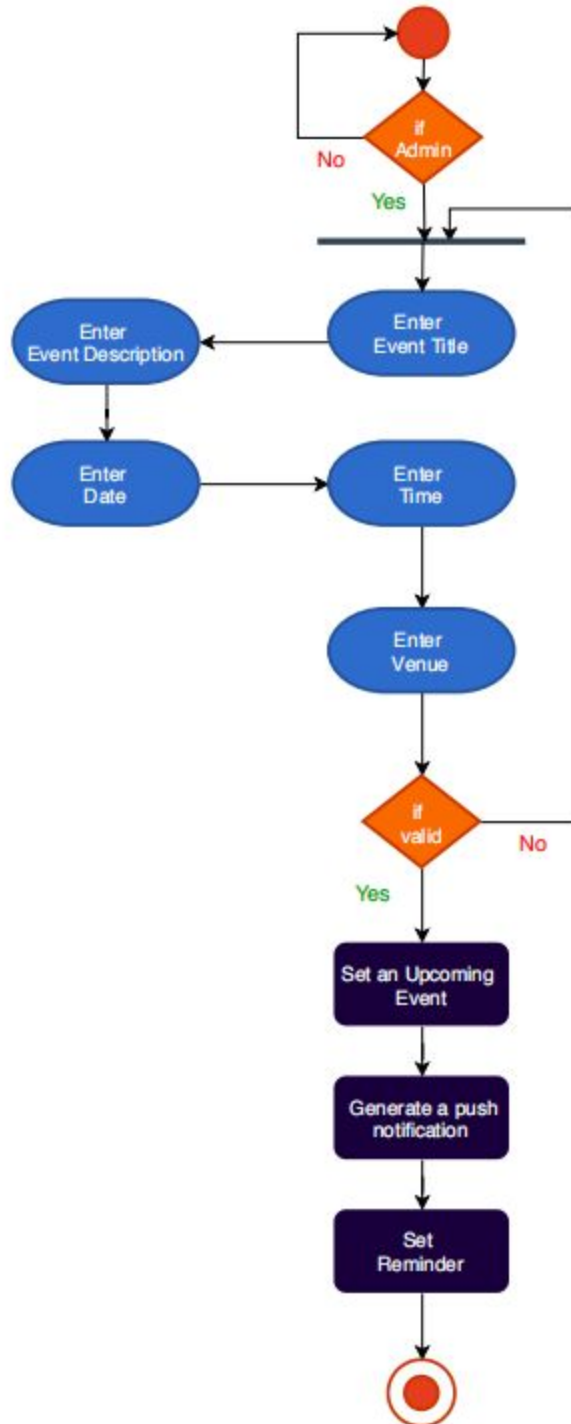 if
Admin
No
Yes
Enter
Event Title
Enter
Event Description
Enter
Date
Enter
Time
Enter
Venue
if
valid
No
Yes
Set an Upcoming
Event
Generate a push
notification
Set
Reminder